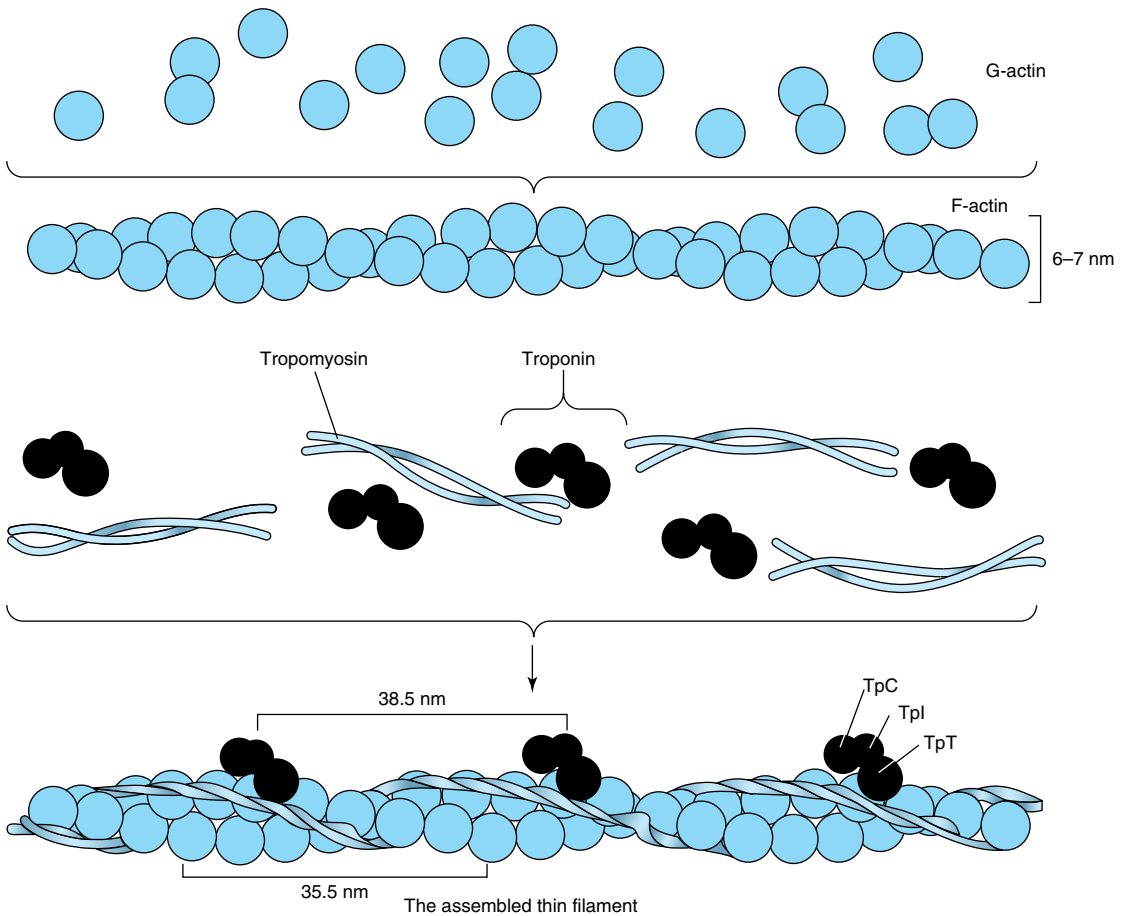 G-actin
F-actin
6–7 nm
Tropomyosin
Troponin
38.5 nm
TpC
TpI
TpT
35.5 nm
The assembled thin filament